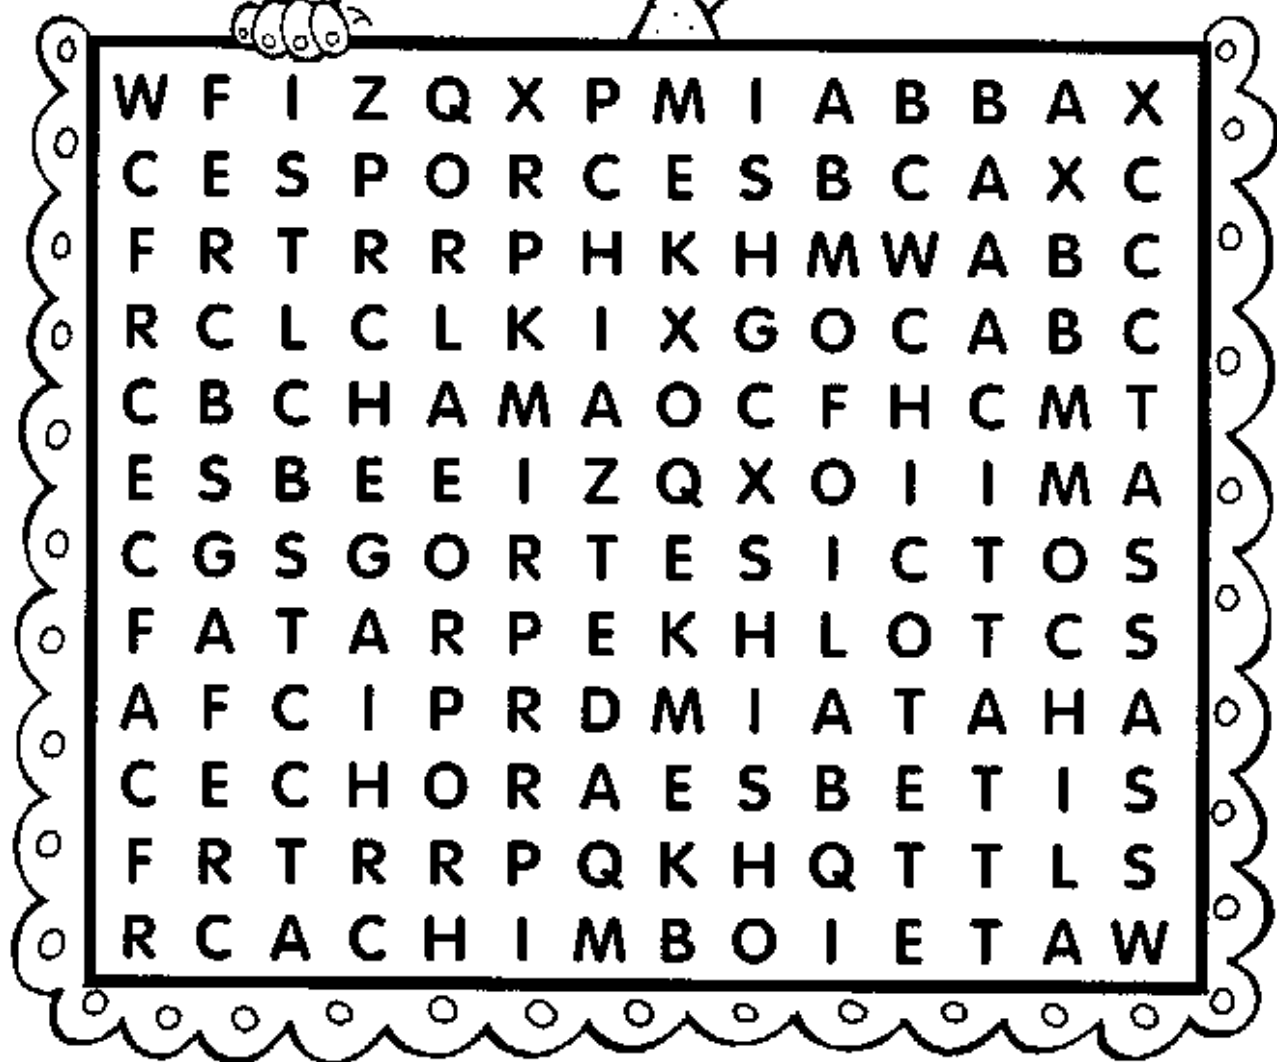 W F I Z Q X P M I A B B A X
C E S P O R C E S B C A X C
F R T R R P H K H M W A B C
R C L C L K I X G O C A B C
C B C H A M A O C F H C M T
E S B E E I Z Q X O I I M A
C G S G O R T E S I C T O S
F A T A R P E K H L O T C S
A F C I P R D M I A T A H A
C E C H O R A E S B E T I S
F R T R R P Q K H Q T T L S
R C A C H I M B O I E T A W